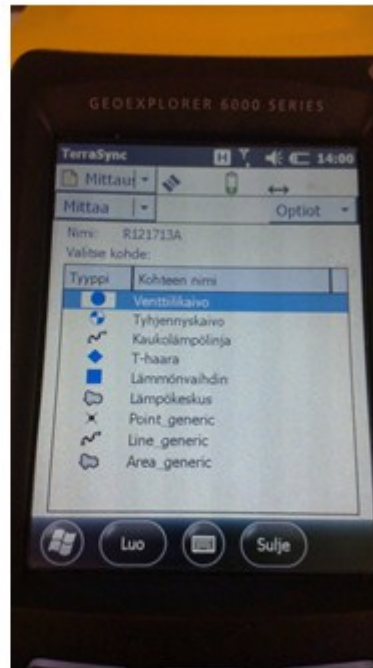 GEOEXPLORER 6000 SERIES
TerraSync 14:00
Mittaus
Mittaa Optiot
Nimi: R121713A
Valitse kohde:
Tyyppi Kohteen nimi
Venttiilikaivo
Tyhjennyskaivo
Kaukolämpölinja
T-haara
Lämmönvaihdin
Lämpökeskus
Point_generic
Line_generic
Area_generic
Luo Sulje